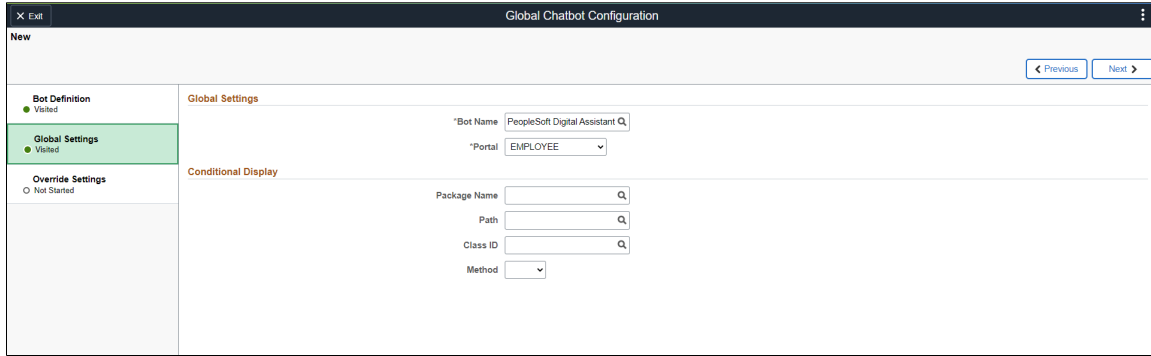 Exit
Global Chatbot Configuration
New
Previous
Next
Bot Definition
Visited
Global Settings
Visited
Override Settings
Not Started
Global Settings
*Bot Name PeopleSoft Digital Assistant
*Portal EMPLOYEE
Conditional Display
Package Name
Path
Class ID
Method